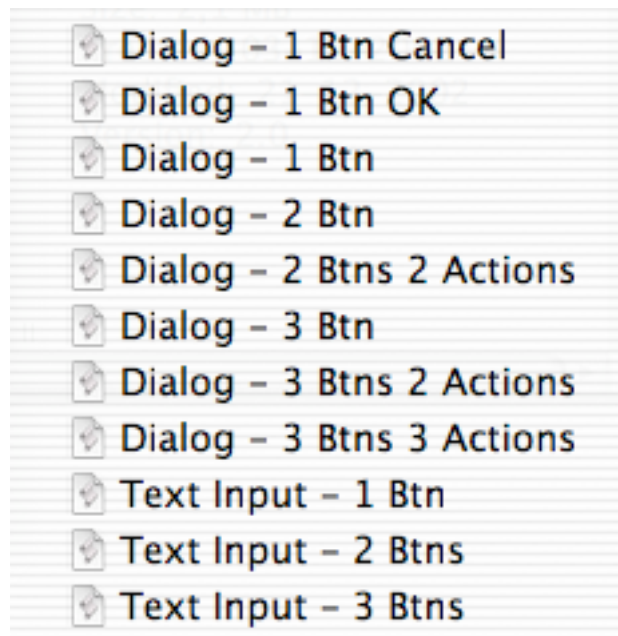 Dialog – 1 Btn Cancel
Dialog – 1 Btn OK
Dialog – 1 Btn
Dialog – 2 Btn
Dialog – 2 Btns 2 Actions
Dialog – 3 Btn
Dialog – 3 Btns 2 Actions
Dialog – 3 Btns 3 Actions
Text Input – 1 Btn
Text Input – 2 Btns
Text Input – 3 Btns